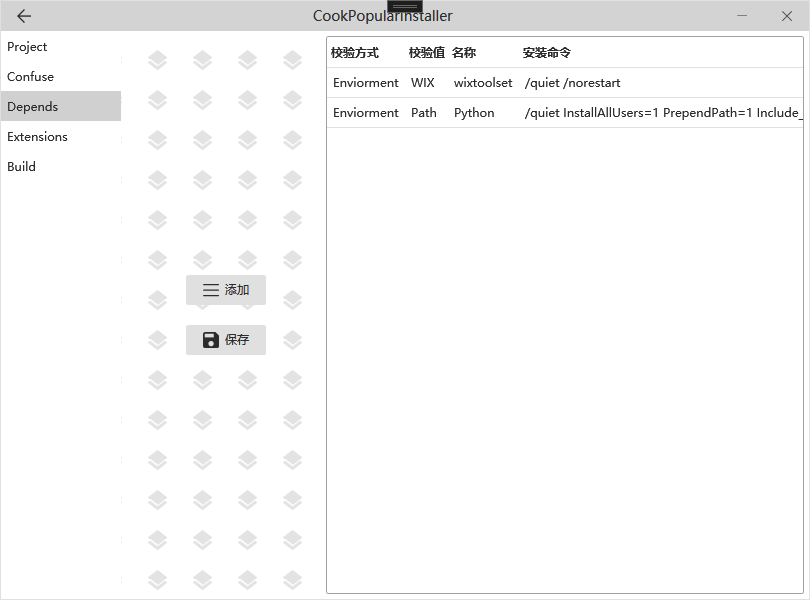 CookPopularInstaller
Project
Confuse
Depends
Extensions
Build
添加
保存
校验方式 校验值 名称 安装命令
Enviorment WIX wixtoolset /quiet /norestart
Enviorment Path Python /quiet InstallAllUsers=1 PrependPath=1 Include_